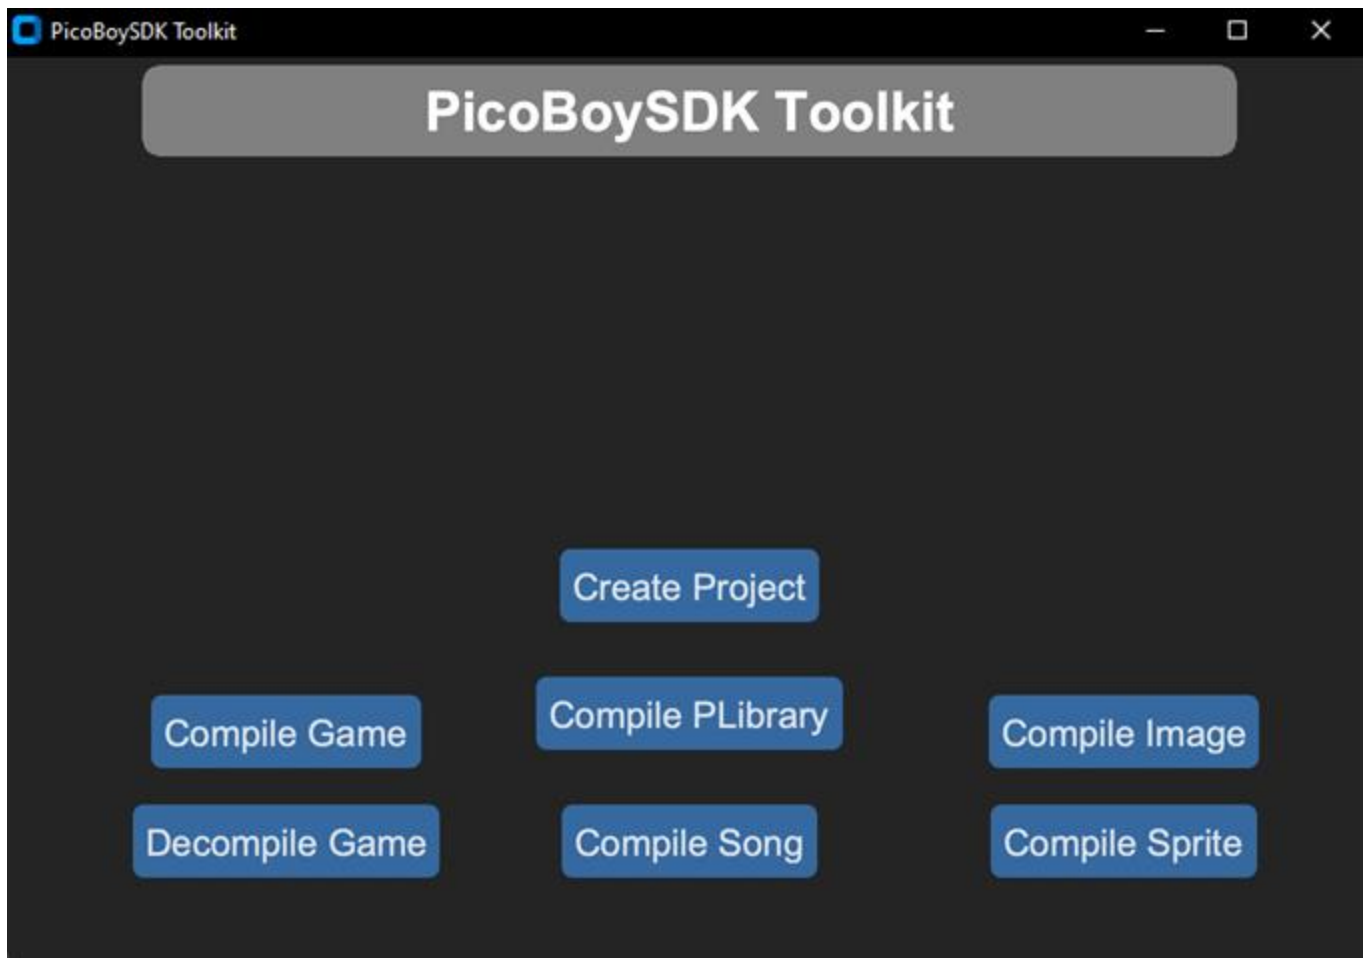 PicoBoySDK Toolkit
PicoBoySDK Toolkit
Create Project
Compile Game
Compile PLibrary
Compile Image
Decompile Game
Compile Song
Compile Sprite